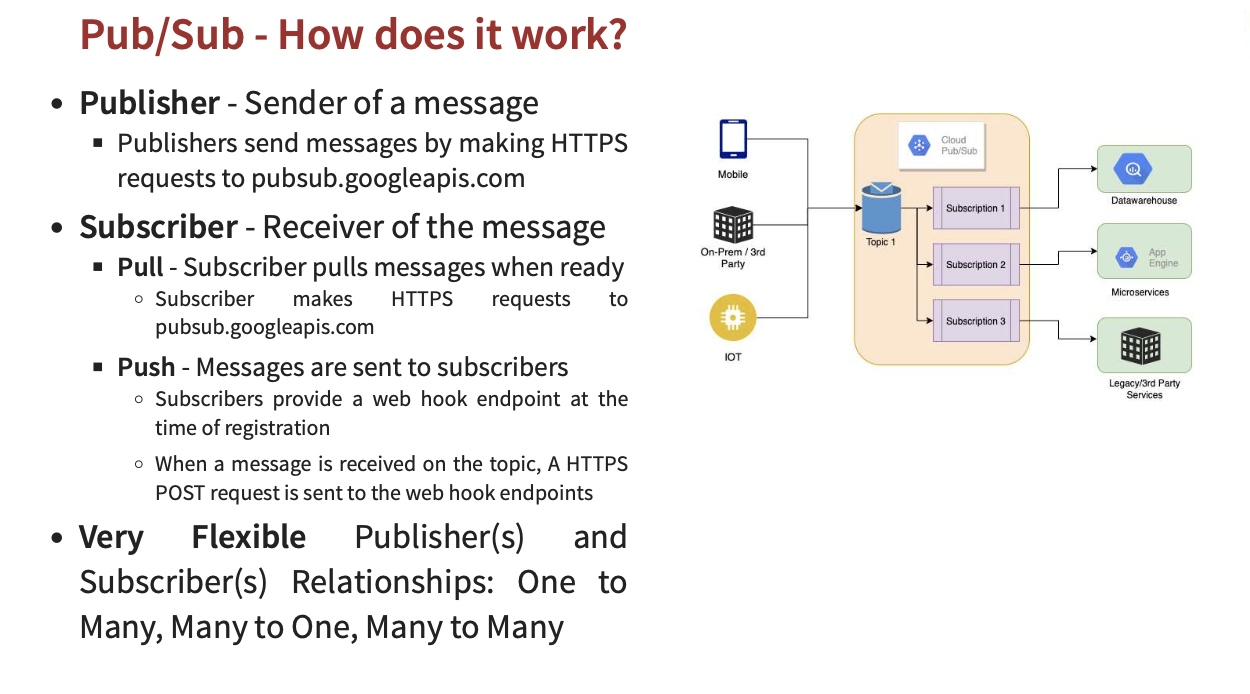 Pub/Sub - How does it work?
• Publisher - Sender of a message
▪ Publishers send messages by making HTTPS
requests to pubsub.googleapis.com
• Subscriber - Receiver of the message
▪ Pull - Subscriber pulls messages when ready
○ Subscriber makes HTTPS requests to
pubsub.googleapis.com
▪ Push - Messages are sent to subscribers
○ Subscribers provide a web hook endpoint at the
time of registration
○ When a message is received on the topic, A HTTPS
POST request is sent to the web hook endpoints
• Very Flexible Publisher(s) and
Subscriber(s) Relationships: One to
Many, Many to One, Many to Many
Mobile
On-Prem / 3rd
Party
IOT
Cloud
Pub/Sub
Topic 1
Subscription 1
Subscription 2
Subscription 3
Datawarehouse
App
Engine
Microservices
Legacy/3rd Party
Services